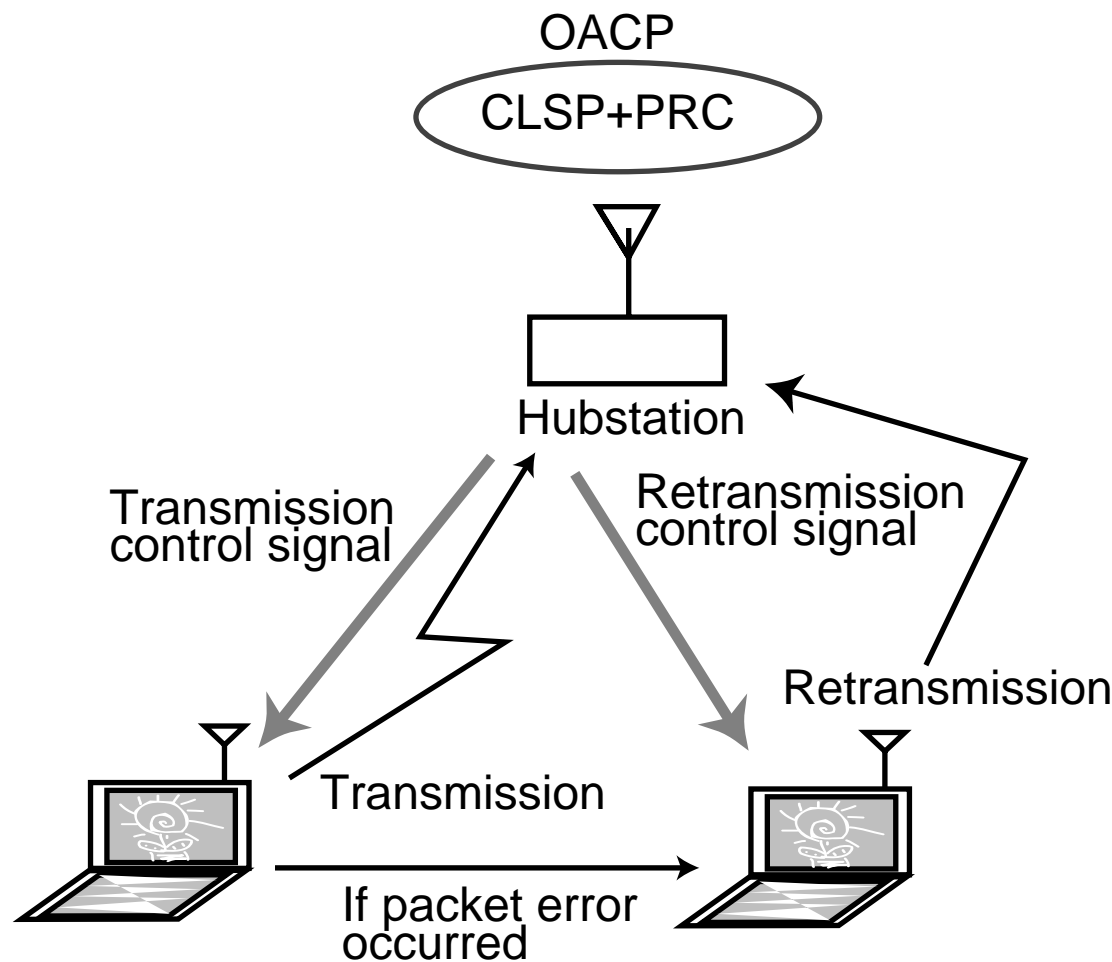 OACP
CLSP+PRC
Hubstation
Transmission
control signal
Retransmission
control signal
Retransmission
Transmission
If packet error
occurred